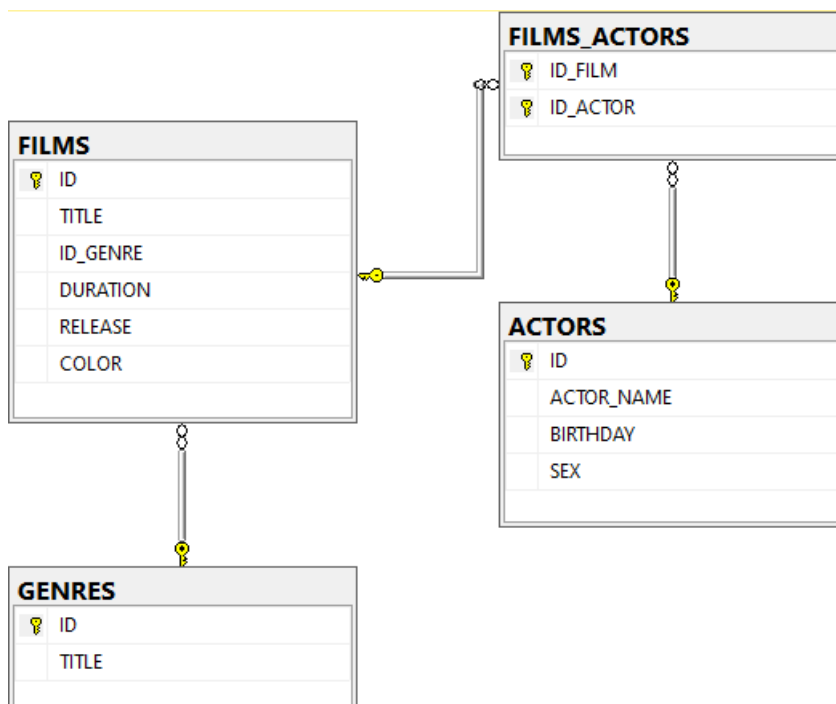 FILMS_ACTORS
ID_FILM
ID_ACTOR
FILMS
ID
TITLE
ID_GENRE
DURATION
RELEASE
COLOR
ACTORS
ID
ACTOR_NAME
BIRTHDAY
SEX
GENRES
ID
TITLE